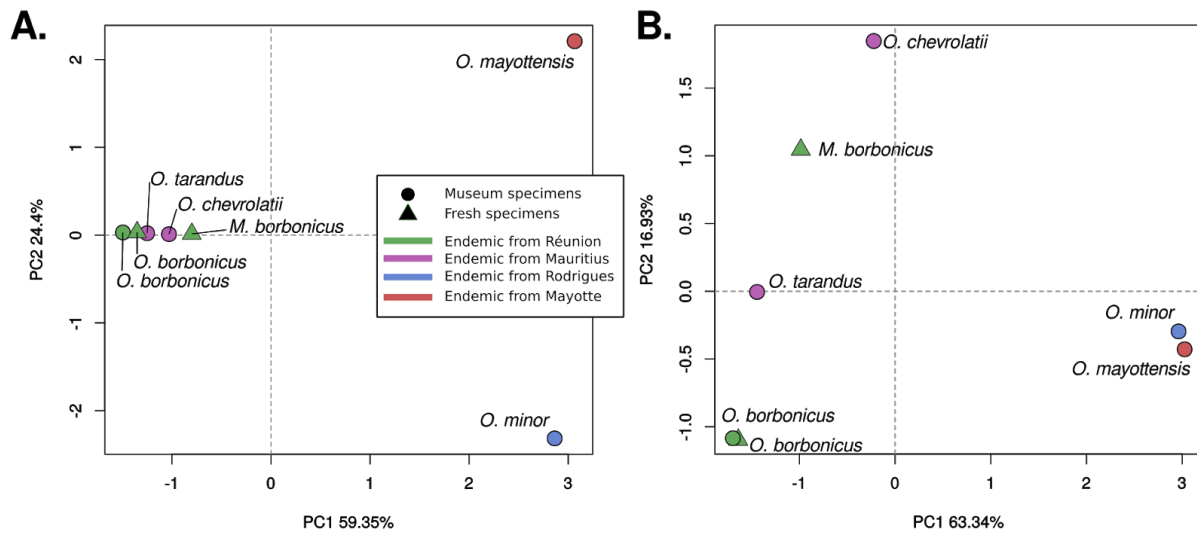 A.
O. mayottensis
2
1
0
-1
-2
PC2 24.4%
O. tarandus
O. chevrolatii
M. borbonicus
O. borbonicus
O. borbonicus
O. minor
-1
0
1
2
3
PC1 59.35%
Museum specimens
Fresh specimens
Endemic from Réunion
Endemic from Mauritius
Endemic from Rodrigues
Endemic from Mayotte
B.
O. chevrolatii
1.5
1.0
0.5
0.0
-0.5
-1.0
PC2 16.93%
M. borbonicus
O. tarandus
O. minor
O. mayottensis
O. borbonicus
O. borbonicus
-1
0
1
2
3
PC1 63.34%